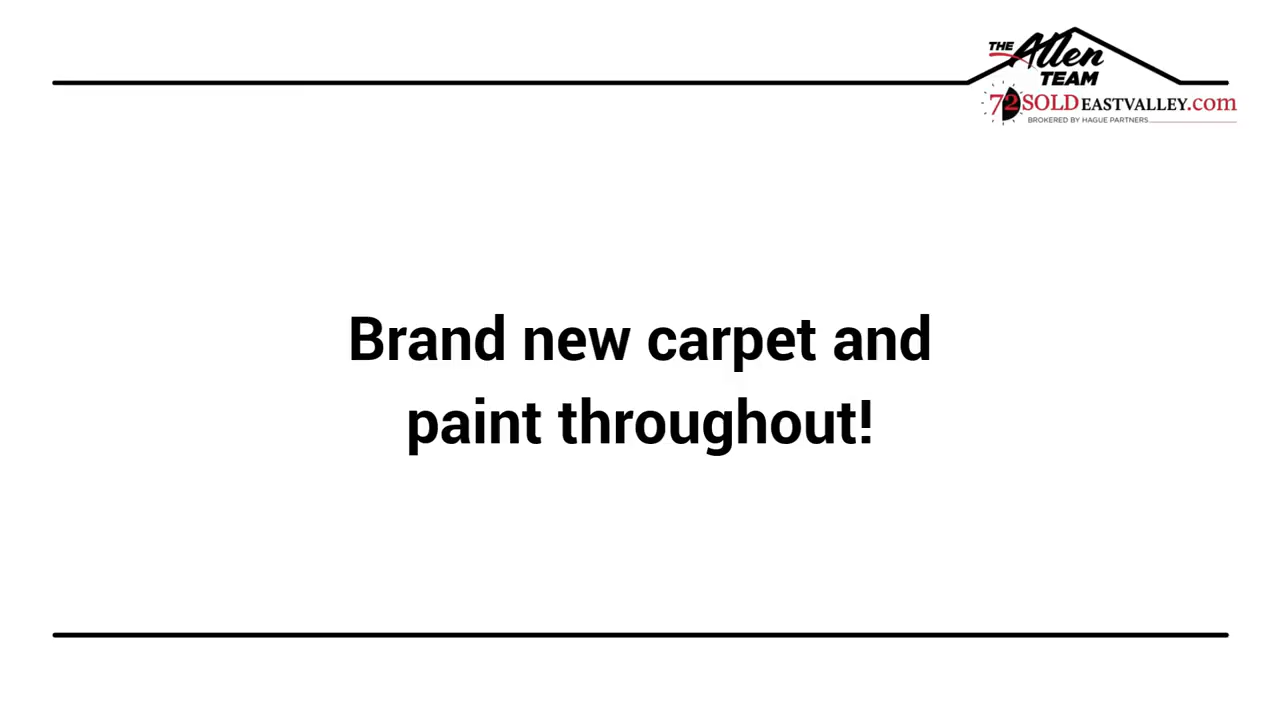 THE Allen
TEAM
72SOLDEASTVALLEY.com
BROKERED BY HAGUE PARTNERS
Brand new carpet and
paint throughout!